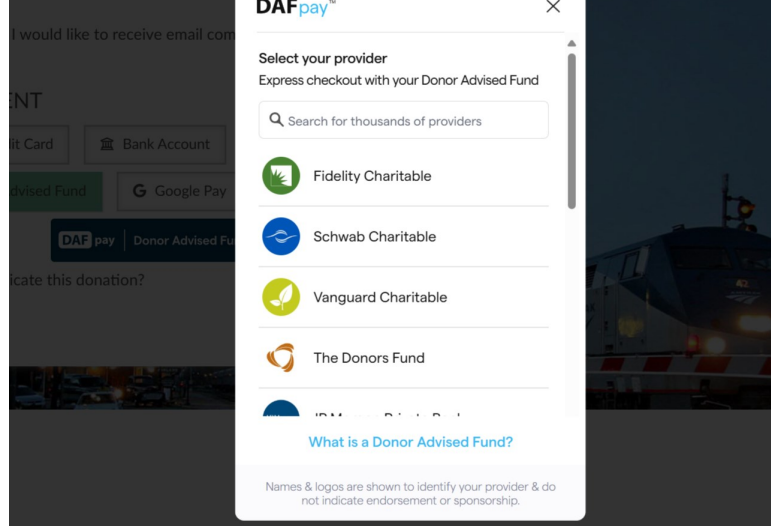 DAFpay™
I would like to receive email com
Select your provider
Express checkout with your Donor Advised Fund
ENT
Search for thousands of providers
dit Card
Bank Account
Fidelity Charitable
dvised Fund
G Google Pay
DAF pay | Donor Advised Fu
Schwab Charitable
icate this donation?
Vanguard Charitable
42
The Donors Fund
What is a Donor Advised Fund?
Names & logos are shown to identify your provider & do
not indicate endorsement or sponsorship.